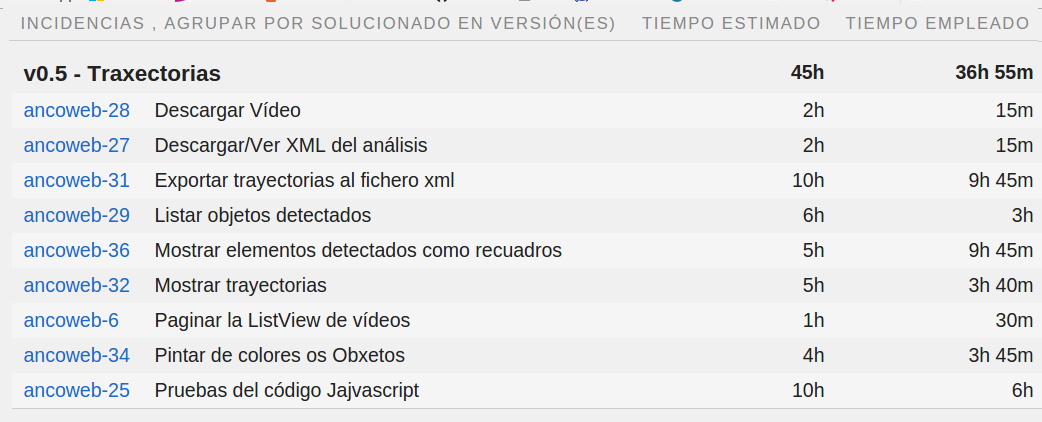 INCIDENCIAS , AGRUPAR POR SOLUCIONADO EN VERSIÓN(ES) TIEMPO ESTIMADO TIEMPO EMPLEADO
v0.5 - Traxectorias 45h 36h 55m
ancoweb-28 Descargar Vídeo 2h 15m
ancoweb-27 Descargar/Ver XML del análisis 2h 15m
ancoweb-31 Exportar trayectorias al fichero xml 10h 9h 45m
ancoweb-29 Listar objetos detectados 6h 3h
ancoweb-36 Mostrar elementos detectados como recuadros 5h 9h 45m
ancoweb-32 Mostrar trayectorias 5h 3h 40m
ancoweb-6 Paginar la ListView de vídeos 1h 30m
ancoweb-34 Pintar de colores os Obxetos 4h 3h 45m
ancoweb-25 Pruebas del código Jajvascript 10h 6h